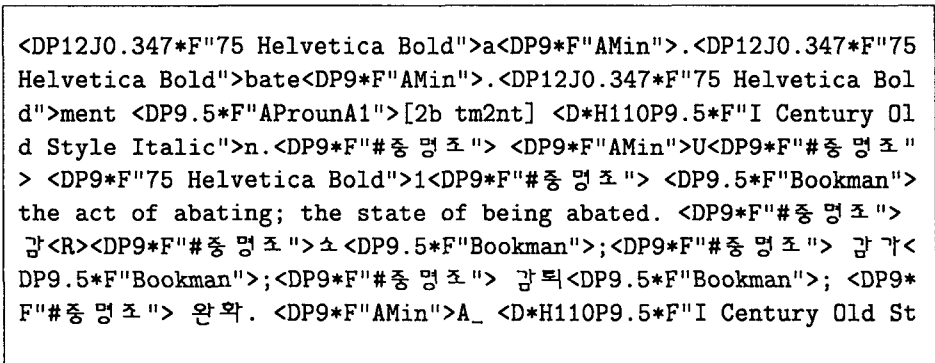 <DP12J0.347*F"75 Helvetica Bold">a<DP9*F"AMin">.<DP12J0.347*F"75
Helvetica Bold">bate<DP9*F"AMin">.<DP12J0.347*F"75 Helvetica Bol
d">ment <DP9.5*F"AProunA1">[2b tm2nt] <D*H110P9.5*F"I Century Ol
d Style Italic">n.<DP9*F"#중명조"> <DP9*F"AMin">U<DP9*F"#중명조"
> <DP9*F"75 Helvetica Bold">1<DP9*F"#중명조"> <DP9.5*F"Bookman">
the act of abating; the state of being abated. <DP9*F"#중명조">
감<R><DP9*F"#중명조">소<DP9.5*F"Bookman">;<DP9*F"#중명조"> 감가<
DP9.5*F"Bookman">;<DP9*F"#중명조"> 감퇴<DP9.5*F"Bookman">; <DP9*
F"#중명조"> 완화. <DP9*F"AMin">A_ <D*H110P9.5*F"I Century Old St